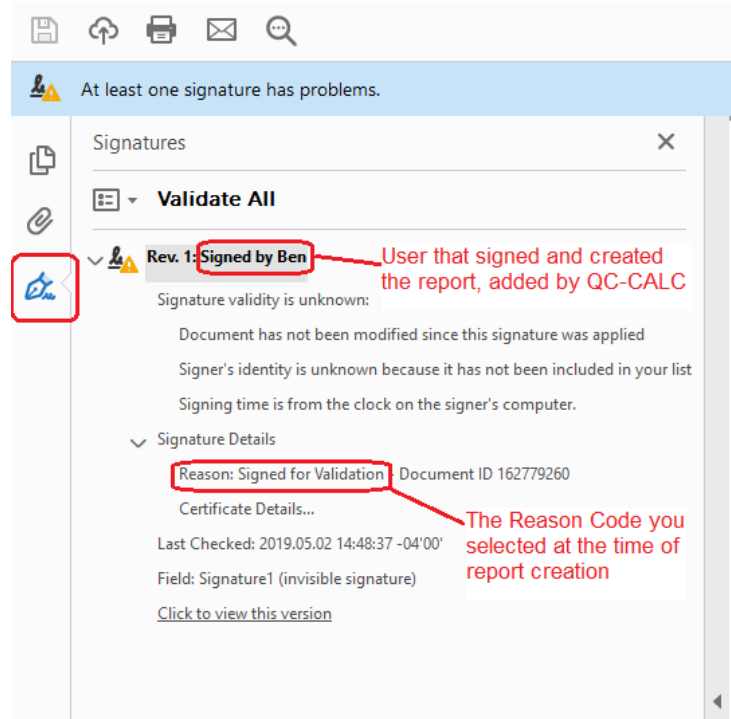 At least one signature has problems.
Signatures
Validate All
Rev. 1: Signed by Ben
User that signed and created
the report, added by QC-CALC
Signature validity is unknown:
Document has not been modified since this signature was applied
Signer's identity is unknown because it has not been included in your list
Signing time is from the clock on the signer's computer.
Signature Details
Reason: Signed for Validation - Document ID 162779260
Certificate Details...
The Reason Code you
selected at the time of
report creation
Last Checked: 2019.05.02 14:48:37 -04'00'
Field: Signature1 (invisible signature)
Click to view this version